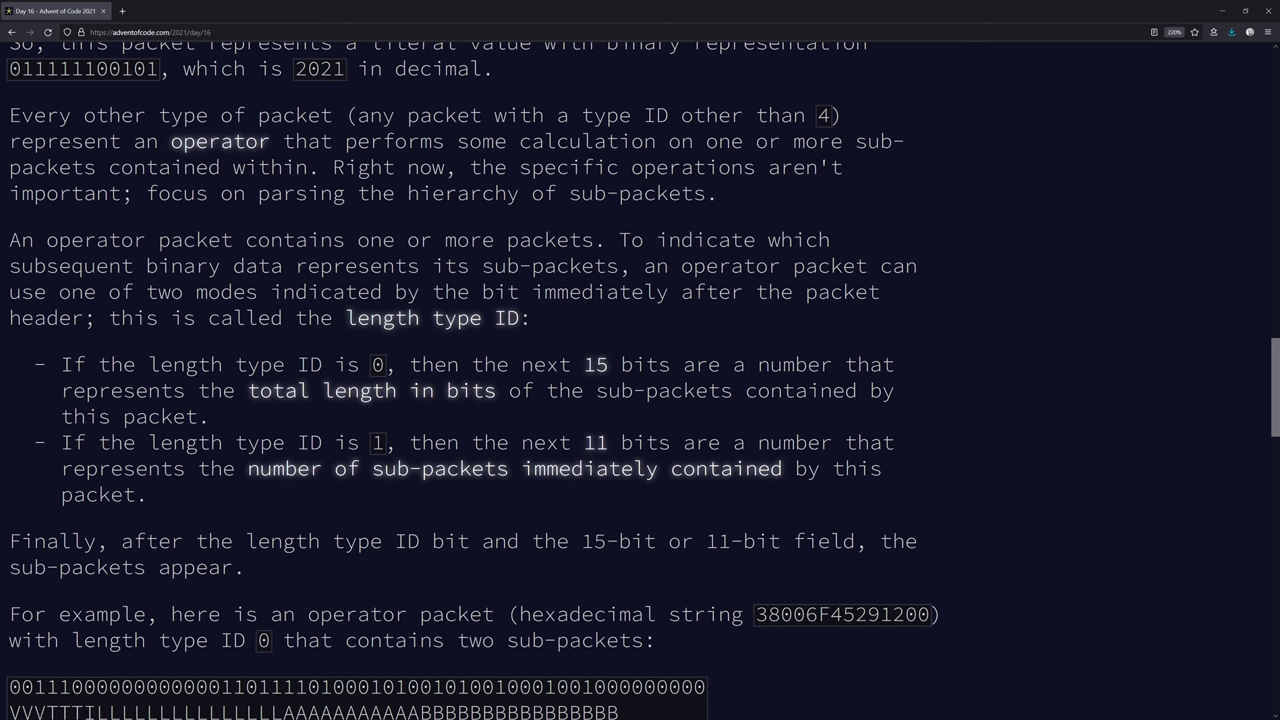 Day 16 - Advent of Code 2021
https://adventofcode.com/2021/day/16
220%
So, this packet represents a literal value with binary representation
011111100101, which is 2021 in decimal.
Every other type of packet (any packet with a type ID other than 4)
represent an operator that performs some calculation on one or more sub-
packets contained within. Right now, the specific operations aren't
important; focus on parsing the hierarchy of sub-packets.
An operator packet contains one or more packets. To indicate which
subsequent binary data represents its sub-packets, an operator packet can
use one of two modes indicated by the bit immediately after the packet
header; this is called the length type ID:
- If the length type ID is 0, then the next 15 bits are a number that
represents the total length in bits of the sub-packets contained by
this packet.
- If the length type ID is 1, then the next 11 bits are a number that
represents the number of sub-packets immediately contained by this
packet.
Finally, after the length type ID bit and the 15-bit or 11-bit field, the
sub-packets appear.
For example, here is an operator packet (hexadecimal string 38006F45291200)
with length type ID 0 that contains two sub-packets:
00111000000000000110111101000101001010010001001000000000
VVVTTTILLLLLLLLLLLLLLLAAAAAAAAAAABBBBBBBBBBBBBBBB